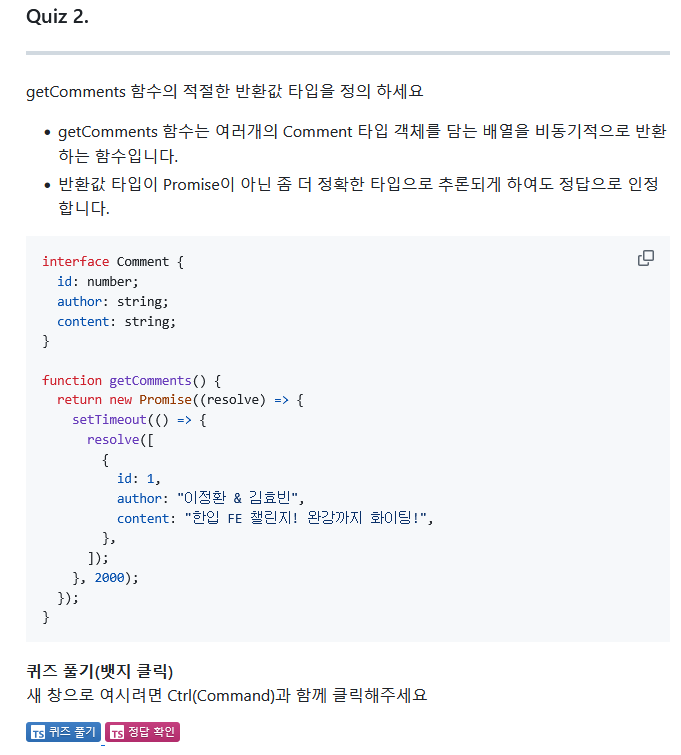 Quiz 2.
getComments 함수의 적절한 반환값 타입을 정의 하세요
• getComments 함수는 여러개의 Comment 타입 객체를 담는 배열을 비동기적으로 반환
하는 함수입니다.
• 반환값 타입이 Promise이 아닌 좀 더 정확한 타입으로 추론되게 하여도 정답으로 인정
합니다.
interface Comment {
  id: number;
  author: string;
  content: string;
}
function getComments() {
  return new Promise((resolve) => {
    setTimeout(() => {
      resolve([
        {
          id: 1,
          author: "이정환 & 김효빈",
          content: "한입 FE 챌린지! 완강까지 화이팅!",
        },
      ]);
    }, 2000);
  });
}
퀴즈 풀기(뱃지 클릭)
새 창으로 여시려면 Ctrl(Command)과 함께 클릭해주세요
TS 퀴즈 풀기 TS 정답 확인